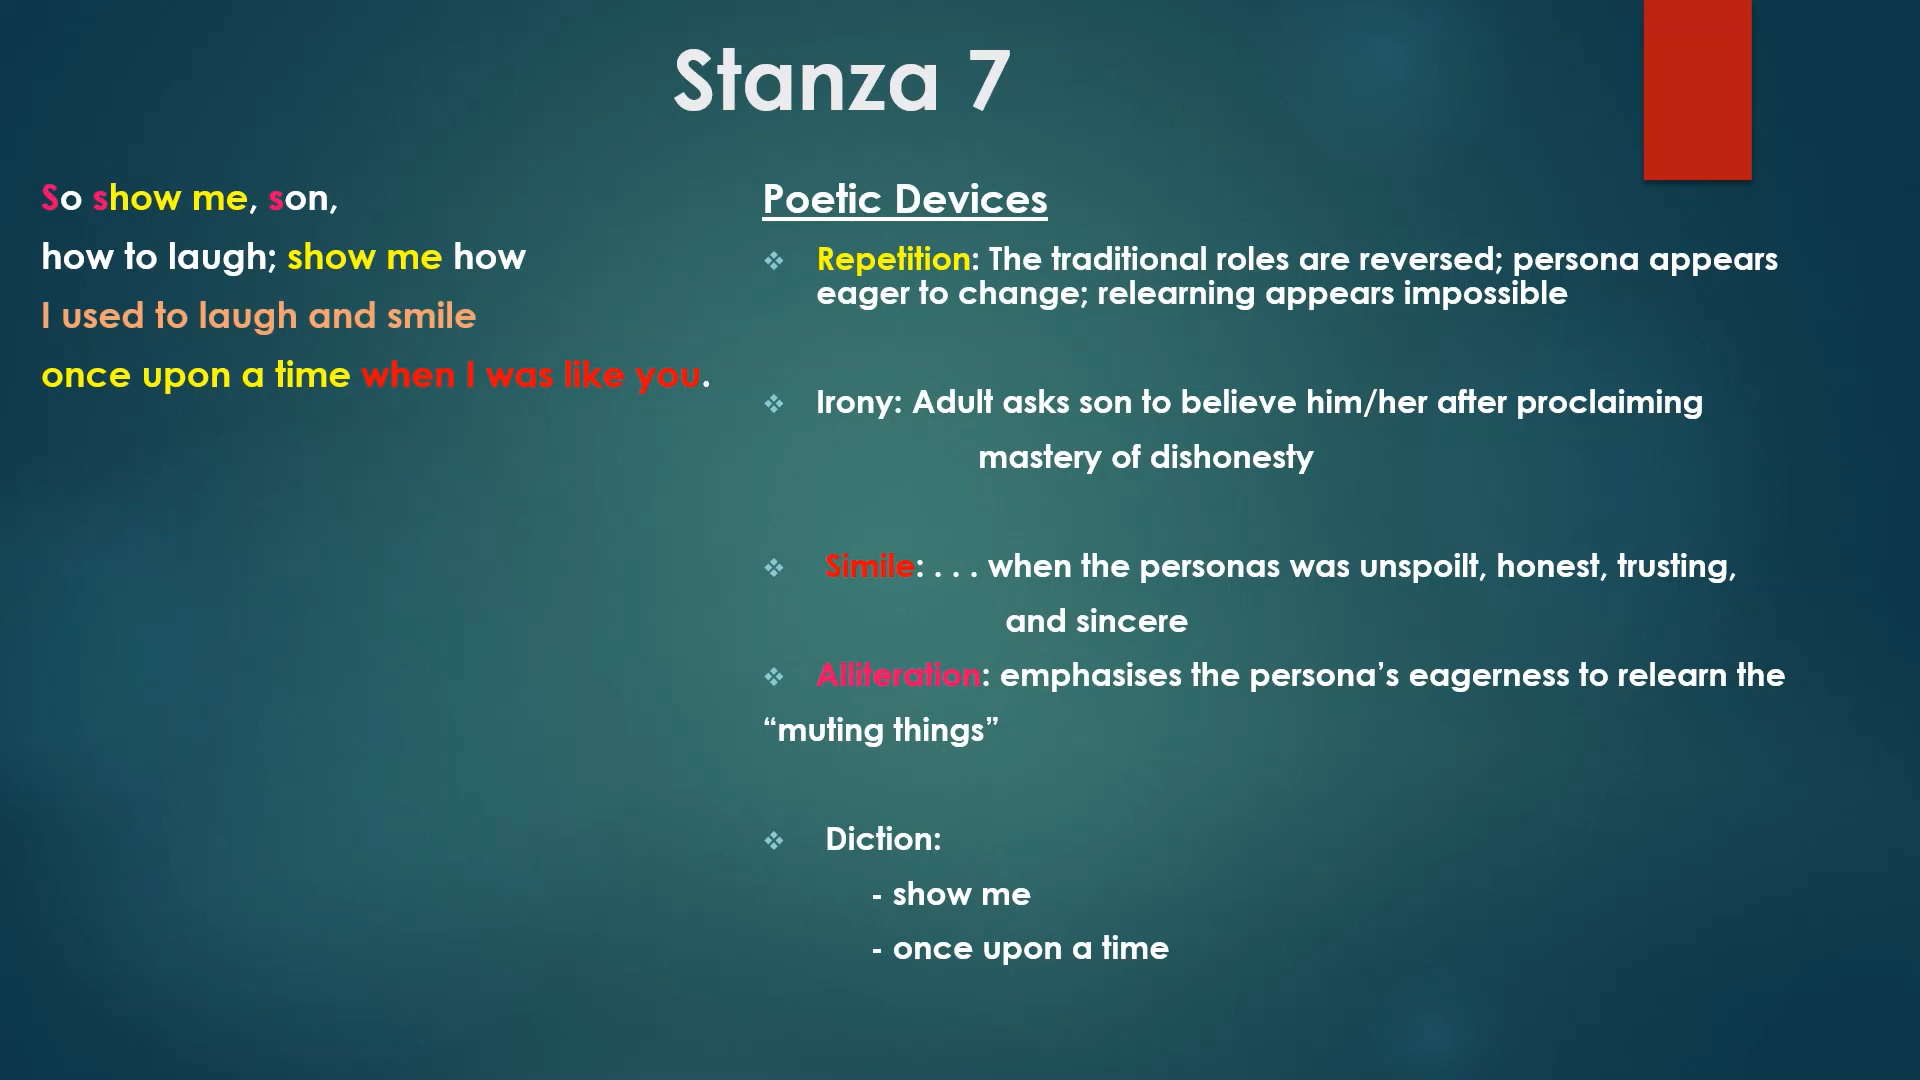 Stanza 7
So show me, son,
how to laugh; show me how
I used to laugh and smile
once upon a time when I was like you.
Poetic Devices
Repetition: The traditional roles are reversed; persona appears
eager to change; relearning appears impossible
Irony: Adult asks son to believe him/her after proclaiming
mastery of dishonesty
Simile: . . . when the personas was unspoilt, honest, trusting,
and sincere
Alliteration: emphasises the persona’s eagerness to relearn the
“muting things”
Diction:
- show me
- once upon a time